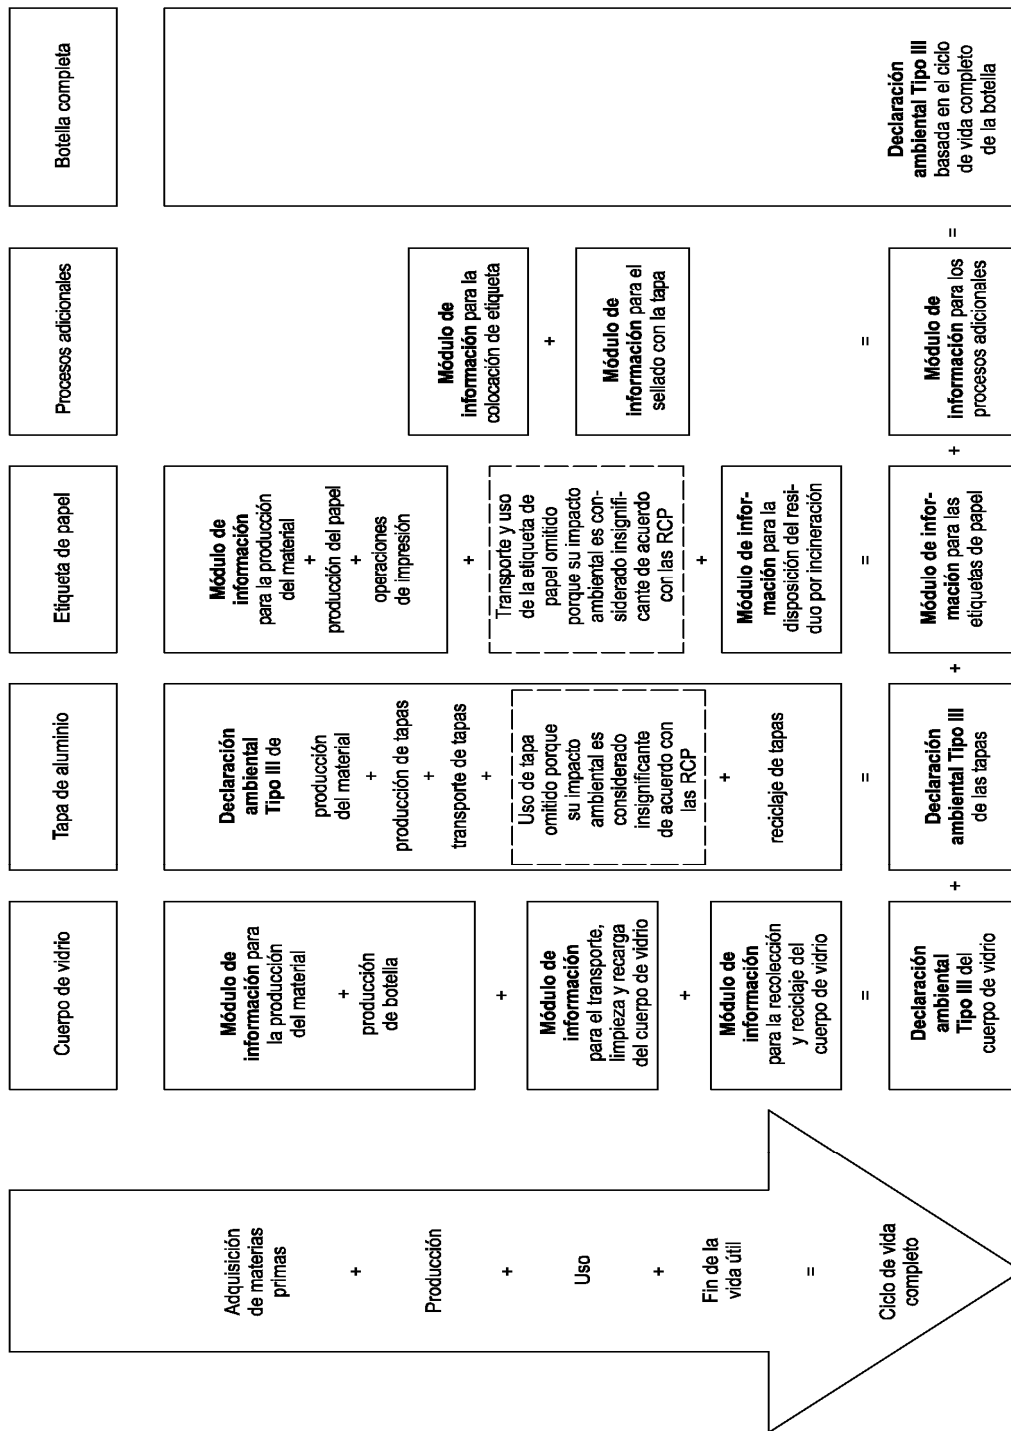 Adquisición
de materias
primas
+
Producción
+
Uso
+
Fin de la
vida útil
=
Ciclo de vida
completo
Cuerpo de vidrio
Módulo de
información para
la producción
del material
+
producción
de botella
+
Módulo de
información
para el transporte,
limpieza y recarga
del cuerpo de vidrio
+
Módulo de
información
para la recolección
y reciclaje del
cuerpo de vidrio
=
Declaración
ambiental
Tipo III del
cuerpo de vidrio
+
Tapa de aluminio
Declaración
ambiental
Tipo III de
producción
del material
+
producción de tapas
+
transporte de tapas
+
Uso de tapa
omitido porque
su impacto
ambiental es
considerado
insignificante
de acuerdo con
las RCP
+
reciclaje de tapas
=
Declaración
ambiental Tipo III
de las tapas
+
Etiqueta de papel
Módulo de
información
para la producción
del material
+
producción del papel
+
operaciones
de impresión
+
Transporte y uso
de la etiqueta de
papel omitido
porque su impacto
ambiental es con-
siderado insignifi-
cante de acuerdo
con las RCP
+
Módulo de infor-
mación para la
disposición del resi-
duo por incineración
=
Módulo de infor-
mación para las
etiquetas de papel
+
Procesos adicionales
Módulo de
información para la
colocación de etiqueta
+
Módulo de
información para el
sellado con la tapa
=
Módulo de
información para los
procesos adicionales
=
Botella completa
Declaración
ambiental Tipo III
basada en el ciclo
de vida completo
de la botella